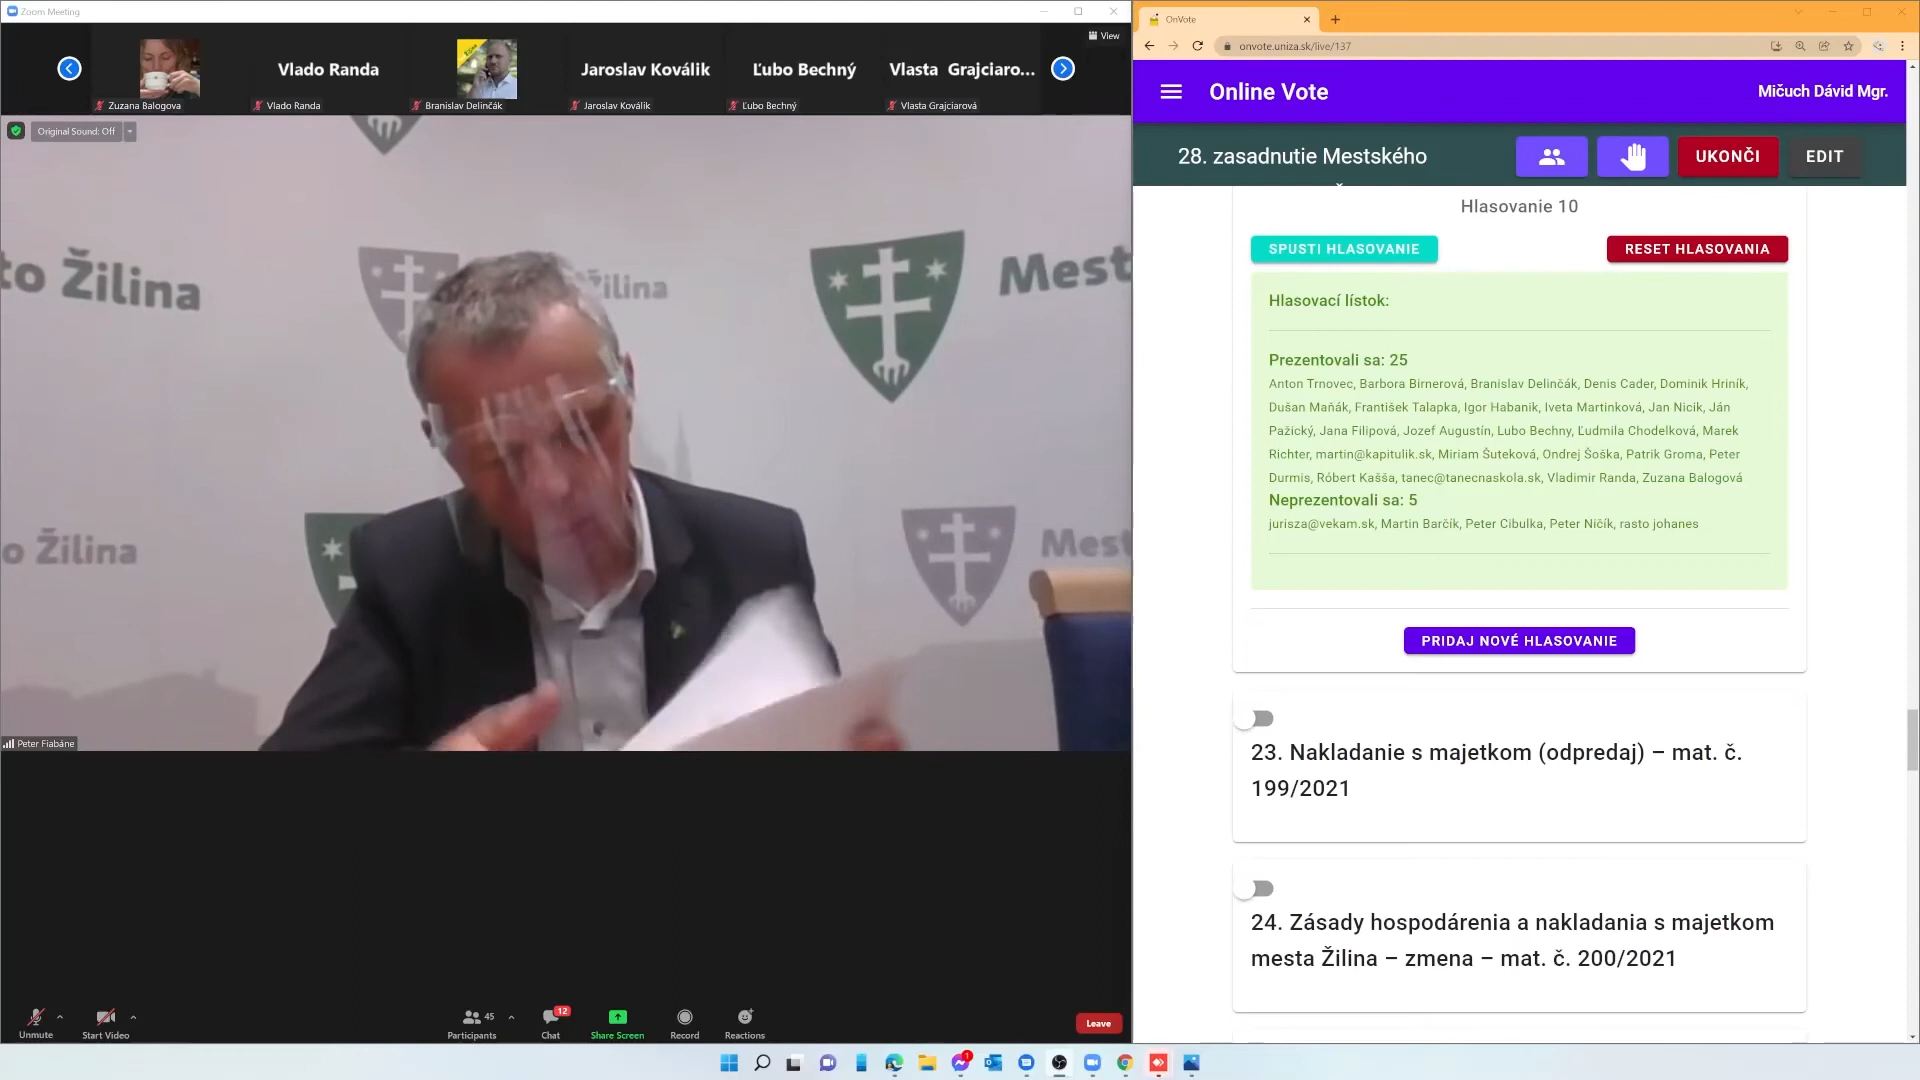 Zoom Meeting
View
Vlado Randa
Jaroslav Koválik
Ľubo Bechný
Vlasta Grajciaro...
Zuzana Balogova
Vlado Randa
Branislav Delinčák
Jaroslav Koválik
Ľubo Bechný
Vlasta Grajciarová
Original Sound: Off
to Žilina
Žilina
Mest
o Žilina
Mest
Peter Fiabáne
Unmute
Start Video
45
Participants
12
Chat
Share Screen
Record
Reactions
Leave
OnVote
onvote.uniza.sk/live/137
Online Vote
Mičuch Dávid Mgr.
28. zasadnutie Mestského
UKONČI
EDIT
Hlasovanie 10
SPUSTI HLASOVANIE
RESET HLASOVANIA
Hlasovací lístok:
Prezentovali sa: 25
Anton Trnovec, Barbora Birnerová, Branislav Delinčák, Denis Cader, Dominik Hriník,
Dušan Maňák, František Talapka, Igor Habanik, Iveta Martinková, Jan Nicik, Ján
Pažický, Jana Filipová, Jozef Augustín, Lubo Bechny, Ľudmila Chodelková, Marek
Richter, martin@kapitulik.sk, Miriam Šuteková, Ondrej Šoška, Patrik Groma, Peter
Durmis, Róbert Kašša, tanec@tanecnaskola.sk, Vladimir Randa, Zuzana Balogová
Neprezentovali sa: 5
jurisza@vekam.sk, Martin Barčík, Peter Cibulka, Peter Ničík, rasto johanes
PRIDAJ NOVÉ HLASOVANIE
23. Nakladanie s majetkom (odpredaj) – mat. č.
199/2021
24. Zásady hospodárenia a nakladania s majetkom
mesta Žilina – zmena – mat. č. 200/2021
1